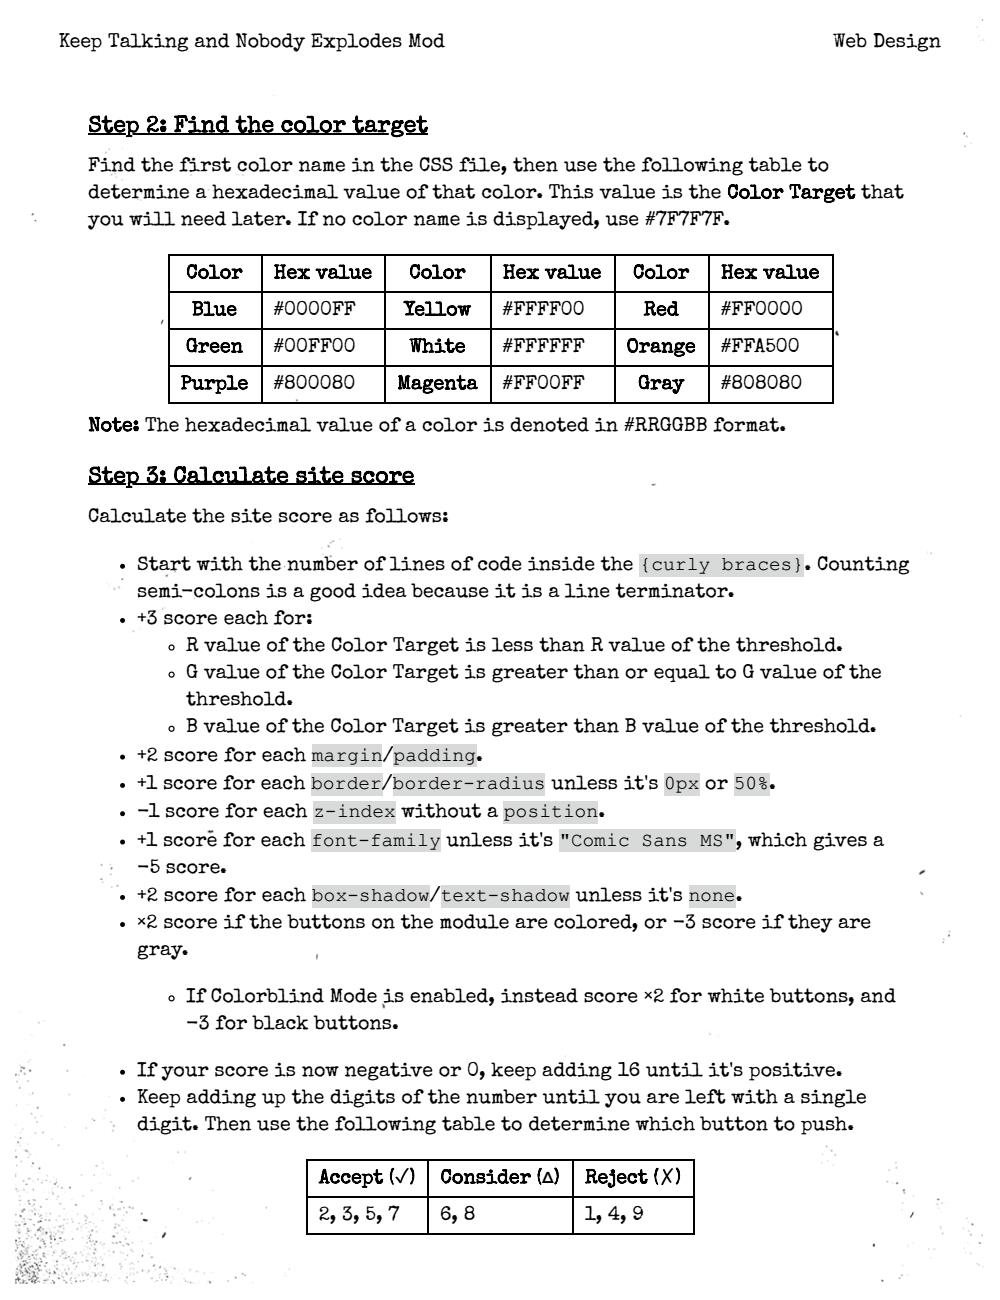 Keep Talking and Nobody Explodes Mod Web Design
Step 2: Find the color target
Find the first color name in the CSS file, then use the following table to
determine a hexadecimal value of that color. This value is the Color Target that
you will need later. If no color name is displayed, use #7F7F7F.
Color Hex value Color Hex value Color Hex value
Blue #0000FF Yellow #FFFF00 Red #FF0000
Green #00FF00 White #FFFFFF Orange #FFA500
Purple #800080 Magenta #FF00FF Gray #808080
Note: The hexadecimal value of a color is denoted in #RRGGBB format.
Step 3: Calculate site score
Calculate the site score as follows:
• Start with the number of lines of code inside the {curly braces}. Counting
semi-colons is a good idea because it is a line terminator.
• +3 score each for:
◦ R value of the Color Target is less than R value of the threshold.
◦ G value of the Color Target is greater than or equal to G value of the
threshold.
◦ B value of the Color Target is greater than B value of the threshold.
• +2 score for each margin/padding.
• +1 score for each border/border-radius unless it's 0px or 50%.
• -1 score for each z-index without a position.
• +1 score for each font-family unless it's "Comic Sans MS", which gives a
-5 score.
• +2 score for each box-shadow/text-shadow unless it's none.
• ×2 score if the buttons on the module are colored, or -3 score if they are
gray.
◦ If Colorblind Mode is enabled, instead score ×2 for white buttons, and
-3 for black buttons.
• If your score is now negative or 0, keep adding 16 until it's positive.
• Keep adding up the digits of the number until you are left with a single
digit. Then use the following table to determine which button to push.
Accept (✓) Consider (Δ) Reject (X)
2, 3, 5, 7 6, 8 1, 4, 9